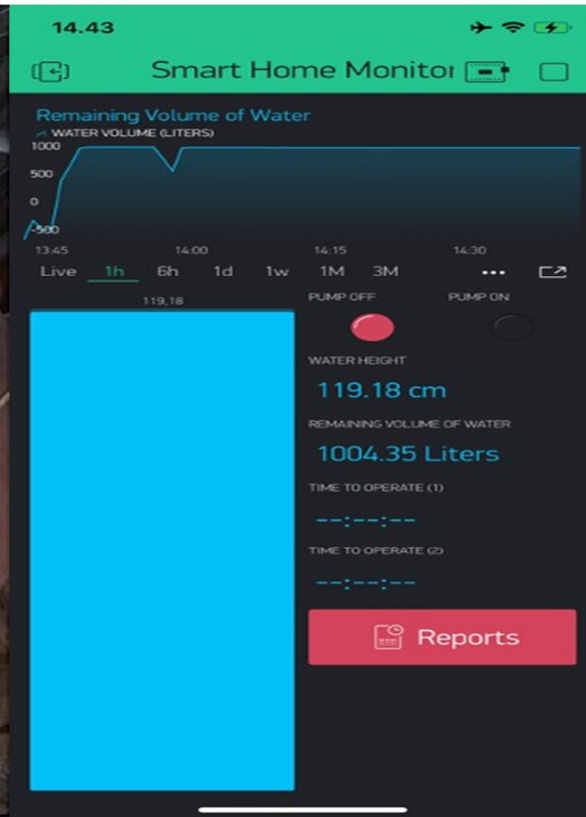 14.43
Smart Home Monitor
Remaining Volume of Water
WATER VOLUME (LITERS)
1000
500
0
-500
13:45 14:00 14:15 14:30
Live 1h 6h 1d 1w 1M 3M ...
119,18
PUMP OFF PUMP ON
WATER HEIGHT
119.18 cm
REMAINING VOLUME OF WATER
1004.35 Liters
TIME TO OPERATE (1)
--:--:--
TIME TO OPERATE (2)
--:--:--
Reports